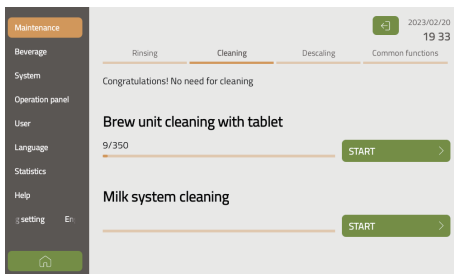 Maintenance
Beverage
System
Operation panel
User
Language
Statistics
Help
setting
2023/02/20
19 33
Rinsing Cleaning Descaling Common functions
Congratulations! No need for cleaning
Brew unit cleaning with tablet
9/350
START
Milk system cleaning
START